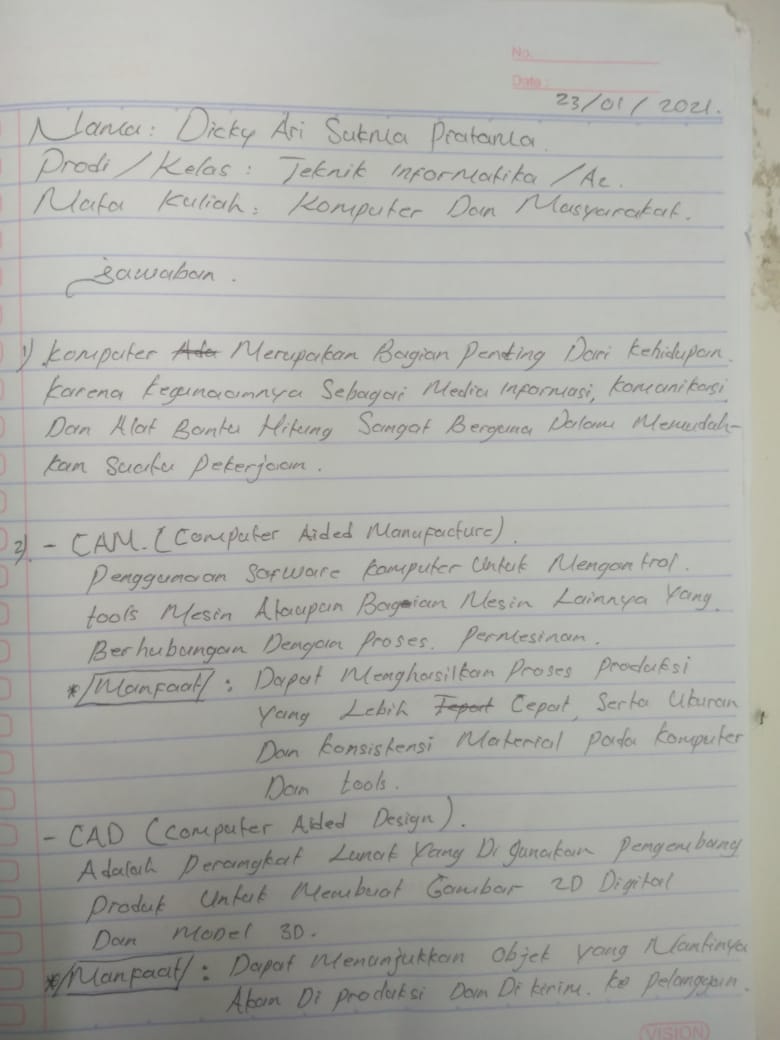 No.
Date:
23/01/2021.
Nama: Dicky Ari Sukma Pratama.
Prodi/Kelas: Teknik Informatika/Ac.
Mata Kuliah: Komputer Dan Masyarakat.
Jawaban.
1) Komputer Ada Merupakan Bagian Penting Dari Kehidupan.
Karena Kegunaannya Sebagai Media Informasi, Komunikasi
Dan Alat Bantu Hitung Sangat Berguna Dalam Memudah-
kan Suatu Pekerjaan.
2) - CAM. (Computer Aided Manufacture).
Penggunaan Sofware Komputer Untuk Mengontrol.
tools Mesin Ataupun Bagian Mesin Lainnya Yang.
Berhubungan Dengan Proses. Permesinan.
* Manfaat : Dapat Menghasilkan Proses Produksi
Yang Lebih Tepat Cepat, Serta Ukuran
Dan Konsistensi Material Pada Komputer
Dan tools.
- CAD (Computer Aided Design).
Adalah Perangkat Lunak Yang Di gunakan Pengembang
Produk Untuk Membuat Gambar 2D Digital
Dan Model 3D.
* Manfaat : Dapat Menunjukkan Objek Yang Nantinya
Akan Di Produksi Dan Di kirim. ke Pelanggan.
VISION